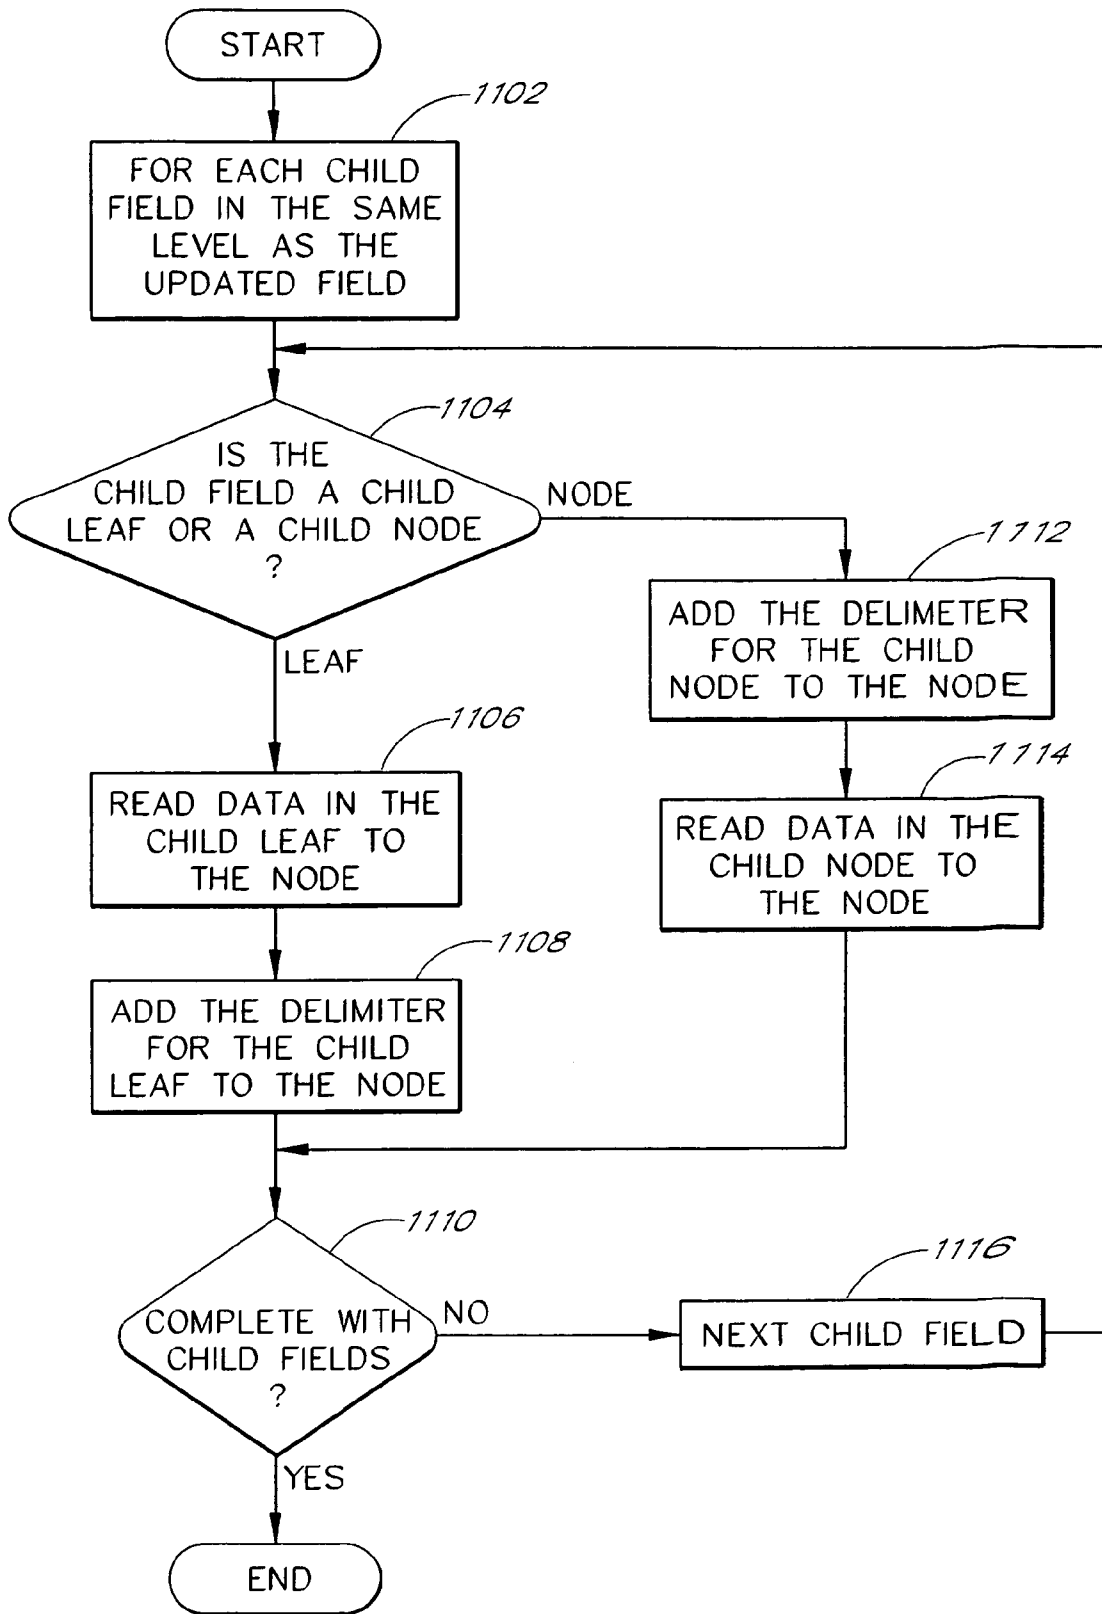 START
1102
FOR EACH CHILD
FIELD IN THE SAME
LEVEL AS THE
UPDATED FIELD
1104
IS THE
CHILD FIELD A CHILD
LEAF OR A CHILD NODE
?
NODE
LEAF
1112
ADD THE DELIMETER
FOR THE CHILD
NODE TO THE NODE
1106
READ DATA IN THE
CHILD LEAF TO
THE NODE
1114
READ DATA IN THE
CHILD NODE TO
THE NODE
1108
ADD THE DELIMITER
FOR THE CHILD
LEAF TO THE NODE
1110
COMPLETE WITH
CHILD FIELDS
?
NO
1116
NEXT CHILD FIELD
YES
END